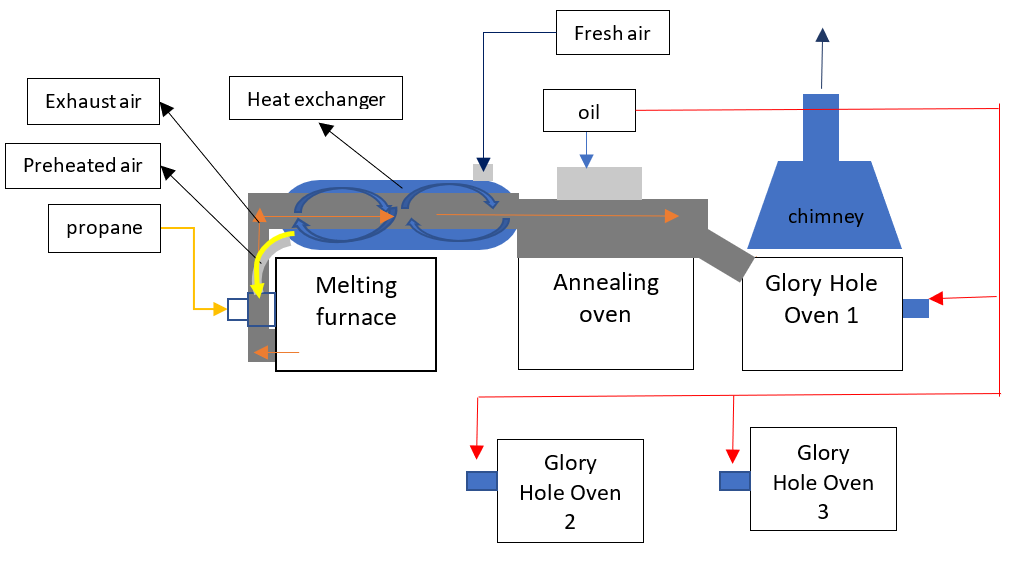 Fresh air
Exhaust air
Heat exchanger
oil
Preheated air
propane
chimney
Melting
furnace
Annealing
oven
Glory Hole
Oven 1
Glory
Hole Oven
2
Glory
Hole Oven
3